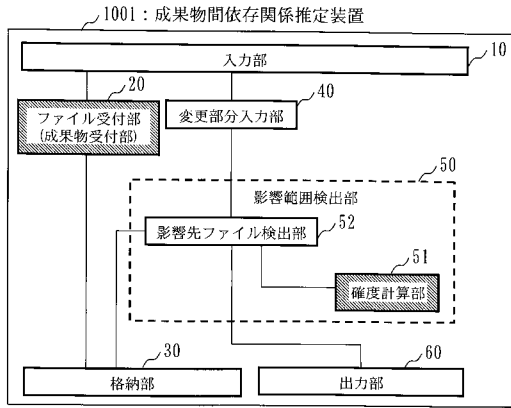 1001：成果物間依存関係推定装置
入力部
10
20
ファイル受付部
(成果物受付部)
40
変更部分入力部
50
影響範囲検出部
影響先ファイル検出部
52
51
確度計算部
30
格納部
60
出力部